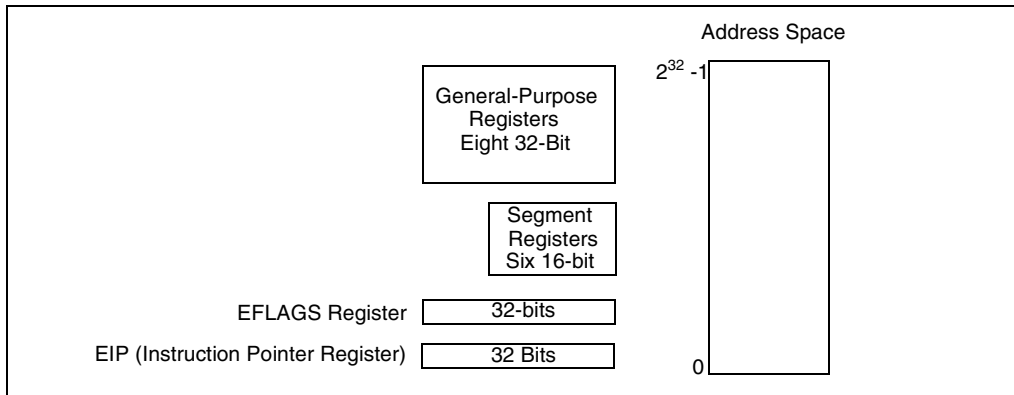 Address Space
2³² -1
General-Purpose
Registers
Eight 32-Bit
Segment
Registers
Six 16-bit
EFLAGS Register
32-bits
EIP (Instruction Pointer Register)
32 Bits
0